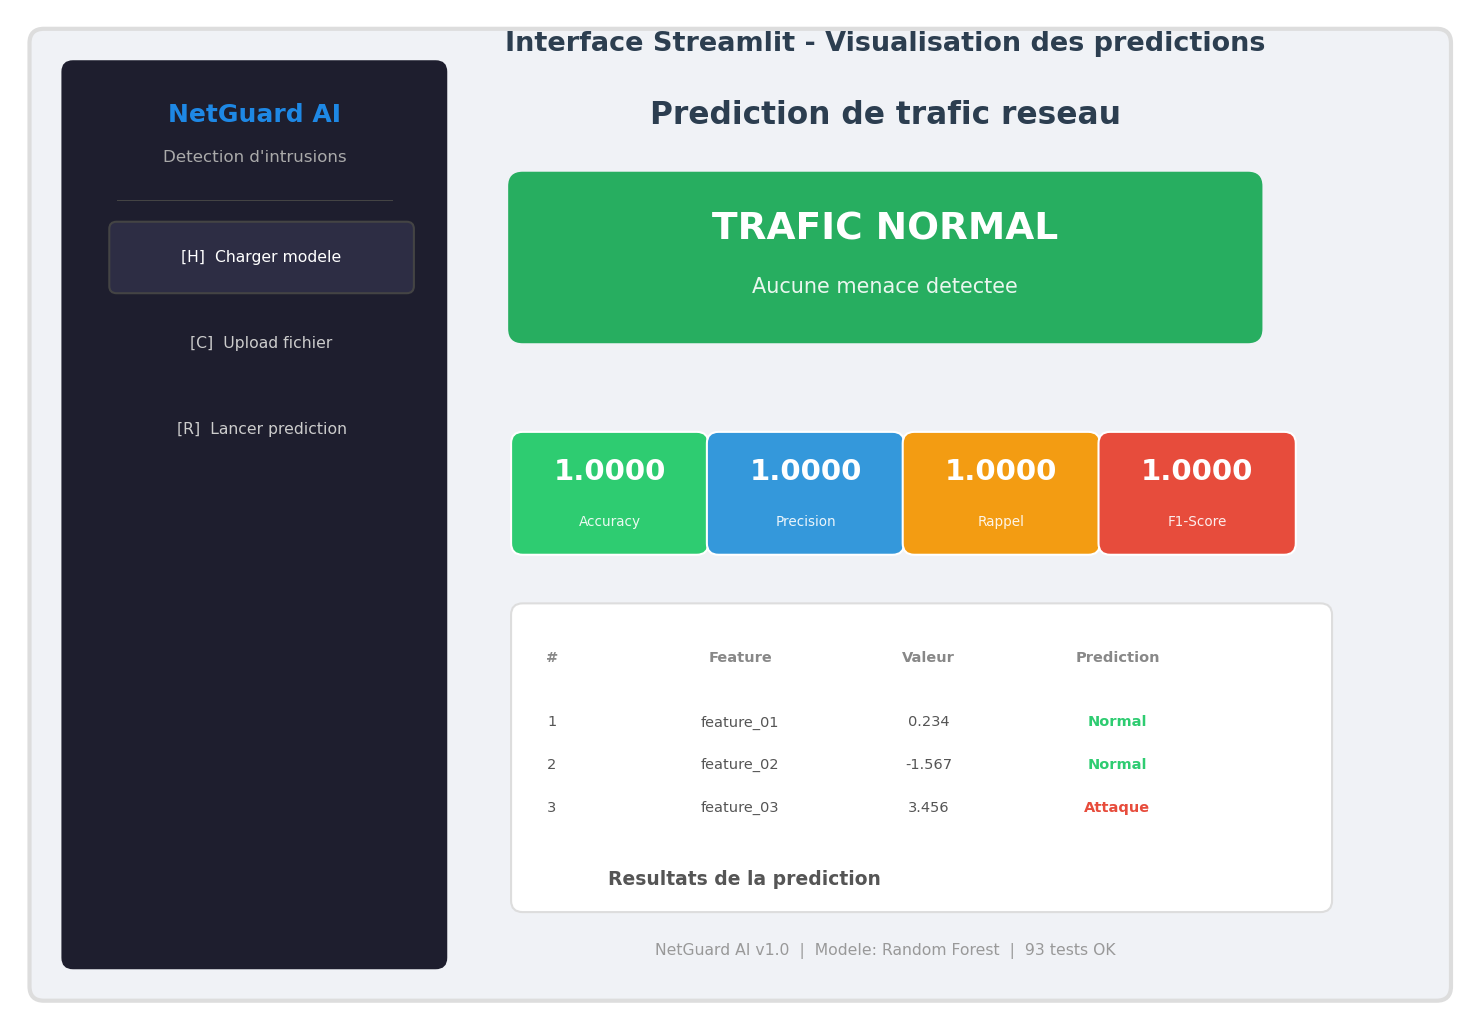 Interface Streamlit - Visualisation des predictions
NetGuard AI
Detection d'intrusions
[H]  Charger modele
[C]  Upload fichier
[R]  Lancer prediction
Prediction de trafic reseau
TRAFIC NORMAL
Aucune menace detectee
1.0000 1.0000 1.0000 1.0000
Accuracy Precision Rappel F1-Score
# Feature Valeur Prediction
1 feature_01 0.234 Normal
2 feature_02 -1.567 Normal
3 feature_03 3.456 Attaque
Resultats de la prediction
NetGuard AI v1.0  |  Modele: Random Forest  |  93 tests OK